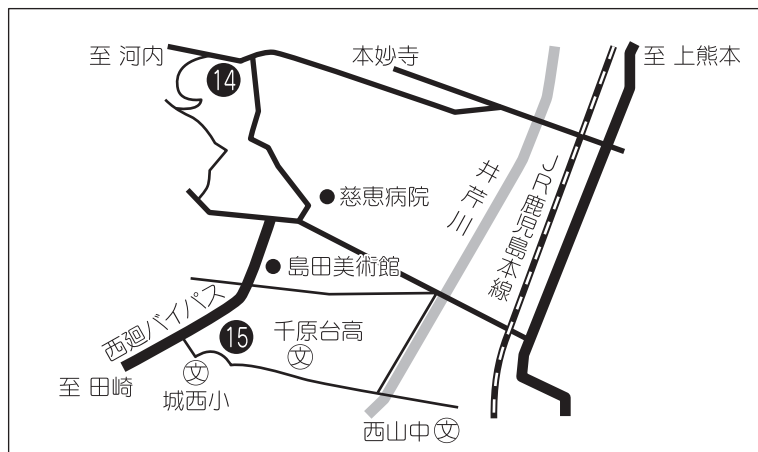 至 河内
本妙寺
至 上熊本
14
井芹川
JR鹿児島本線
慈恵病院
島田美術館
西廻バイパス
15
千原台高
文
至 田崎
文
城西小
西山中 文